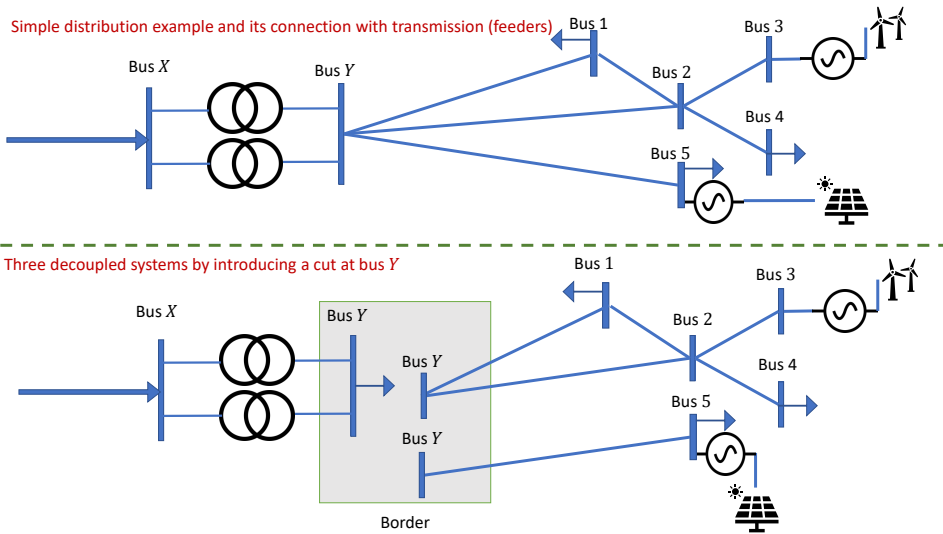 Simple distribution example and its connection with transmission (feeders)
Bus 1
Bus 3
Bus X
Bus Y
Bus 2
Bus 4
Bus 5
Three decoupled systems by introducing a cut at bus Y
Bus 1
Bus 3
Bus X
Bus Y
Bus 2
Bus Y
Bus 4
Bus 5
Bus Y
Border